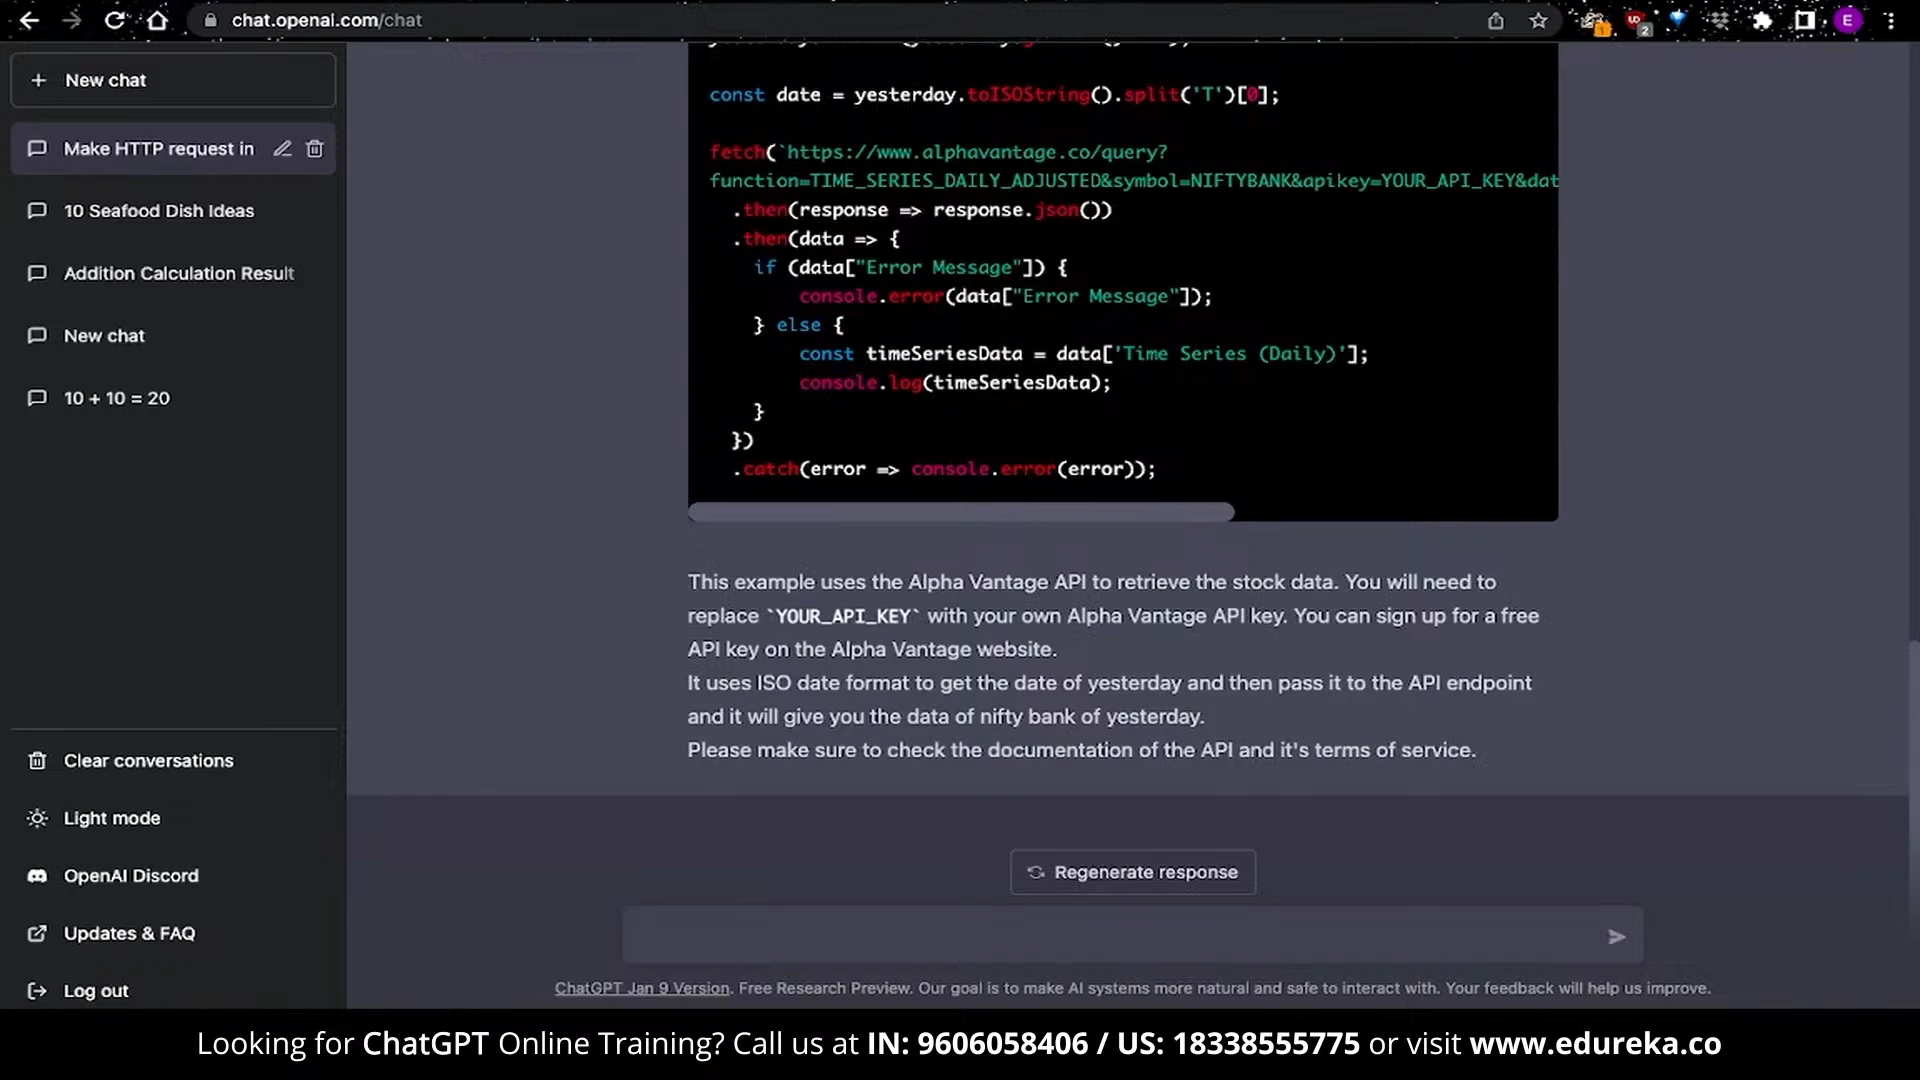 chat.openai.com/chat
New chat
Make HTTP request in
10 Seafood Dish Ideas
Addition Calculation Result
New chat
10 + 10 = 20
Clear conversations
Light mode
OpenAI Discord
Updates & FAQ
Log out
const date = yesterday.toISOString().split('T')[0];
fetch(`https://www.alphavantage.co/query?
function=TIME_SERIES_DAILY_ADJUSTED&symbol=NIFTYBANK&apikey=YOUR_API_KEY&dat
.then(response => response.json())
.then(data => {
if (data["Error Message"]) {
console.error(data["Error Message"]);
} else {
const timeSeriesData = data['Time Series (Daily)'];
console.log(timeSeriesData);
}
})
.catch(error => console.error(error));
This example uses the Alpha Vantage API to retrieve the stock data. You will need to
replace `YOUR_API_KEY` with your own Alpha Vantage API key. You can sign up for a free
API key on the Alpha Vantage website.
It uses ISO date format to get the date of yesterday and then pass it to the API endpoint
and it will give you the data of nifty bank of yesterday.
Please make sure to check the documentation of the API and it's terms of service.
Regenerate response
ChatGPT Jan 9 Version. Free Research Preview. Our goal is to make AI systems more natural and safe to interact with. Your feedback will help us improve.
Looking for ChatGPT Online Training? Call us at IN: 9606058406 / US: 18338555775 or visit www.edureka.co
E
1
2